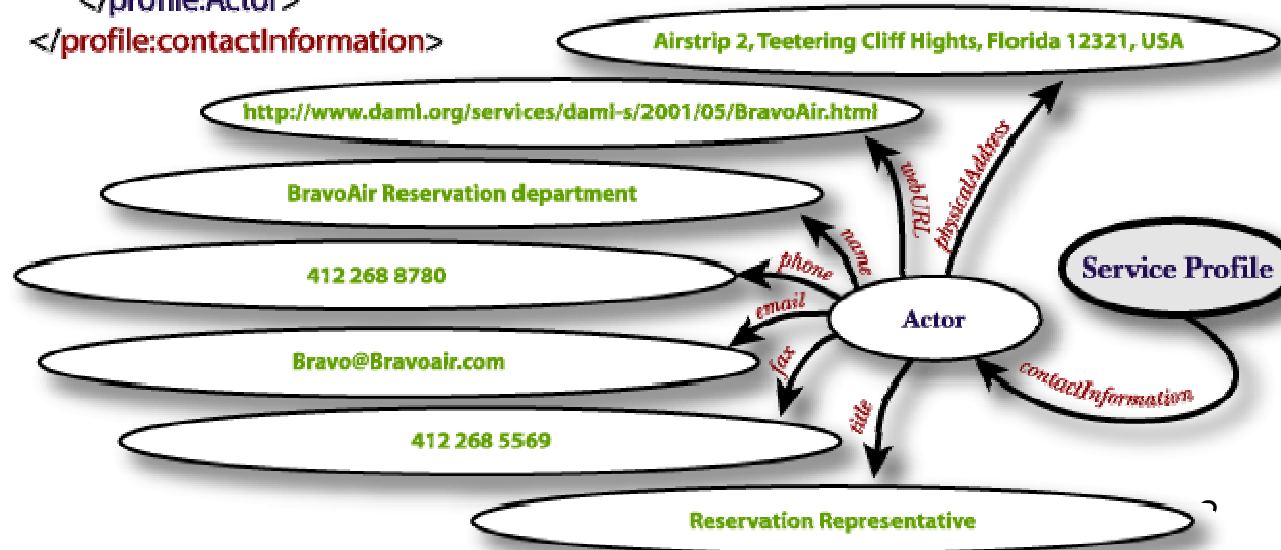 </profile:Actor>
</profile:contactInformation>
Airstrip 2, Teetering Cliff Hights, Florida 12321, USA
http://www.daml.org/services/daml-s/2001/05/BravoAir.html
BravoAir Reservation department
412 268 8780
Bravo@Bravoair.com
412 268 5569
Reservation Representative
webURL
physicalAddress
name
phone
email
fax
title
Actor
Service Profile
contactInformation